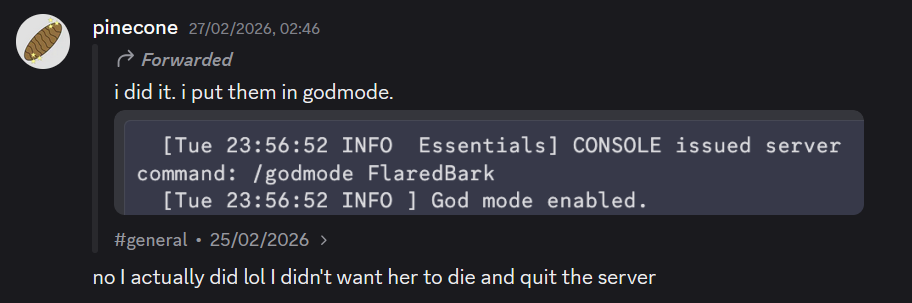 pinecone 27/02/2026, 02:46
Forwarded
i did it. i put them in godmode.
[Tue 23:56:52 INFO  Essentials] CONSOLE issued server
command: /godmode FlaredBark
[Tue 23:56:52 INFO ] God mode enabled.
#general • 25/02/2026 >
no I actually did lol I didn't want her to die and quit the server